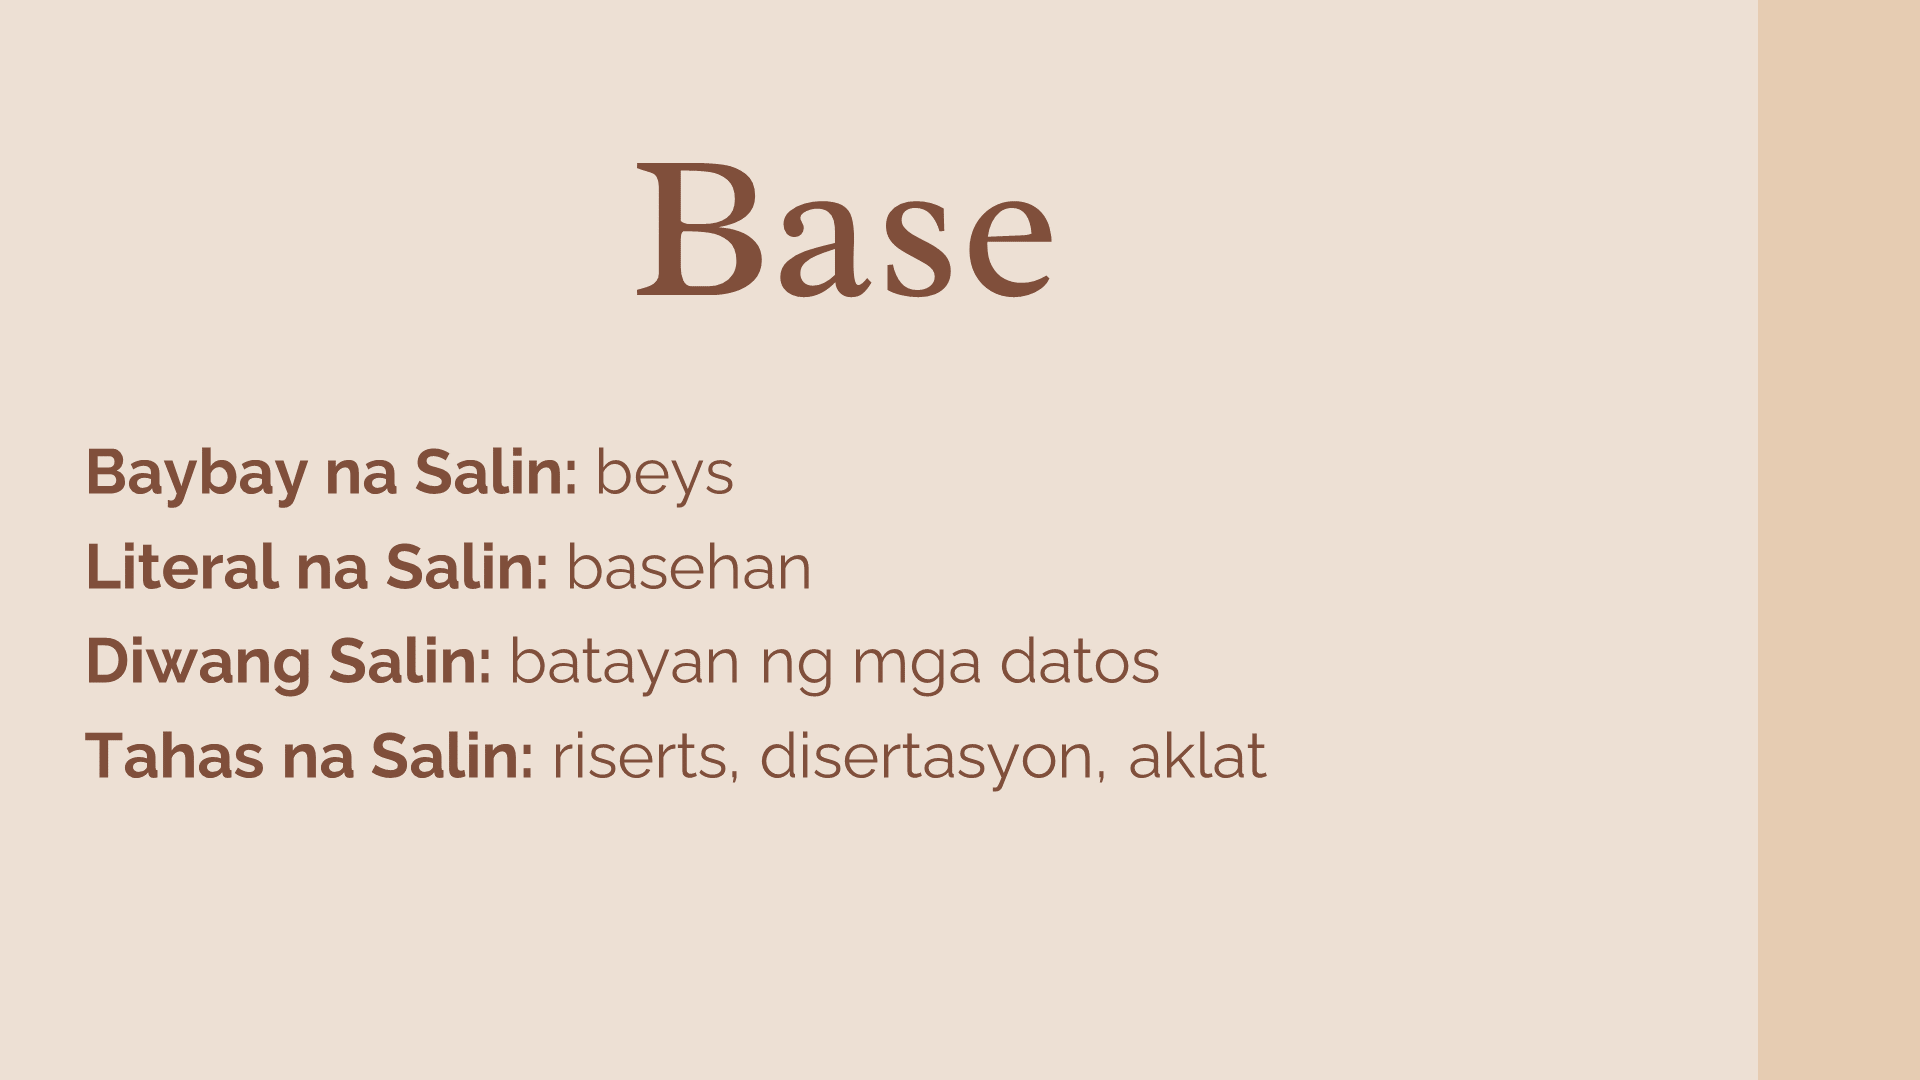 Base
Baybay na Salin: beys
Literal na Salin: basehan
Diwang Salin: batayan ng mga datos
Tahas na Salin: riserts, disertasyon, aklat